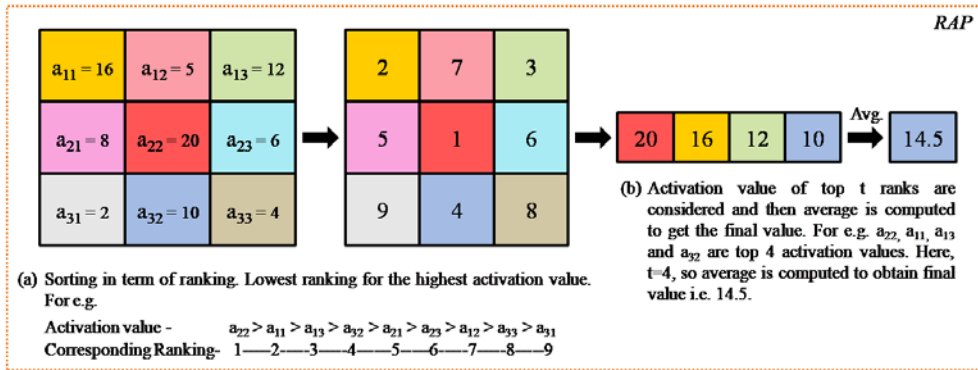 RAP
a11 = 16 a12 = 5 a13 = 12
a21 = 8 a22 = 20 a23 = 6
a31 = 2 a32 = 10 a33 = 4
2 7 3
5 1 6
9 4 8
Avg.
20 16 12 10 14.5
(a) Sorting in term of ranking. Lowest ranking for the highest activation value.
For e.g.
Activation value - a22 > a11 > a13 > a32 > a21 > a23 > a12 > a33 > a31
Corresponding Ranking- 1----2----3----4----5----6----7----8----9
(b) Activation value of top t ranks are
considered and then average is computed
to get the final value. For e.g. a22, a11, a13
and a32 are top 4 activation values. Here,
t=4, so average is computed to obtain final
value i.e. 14.5.